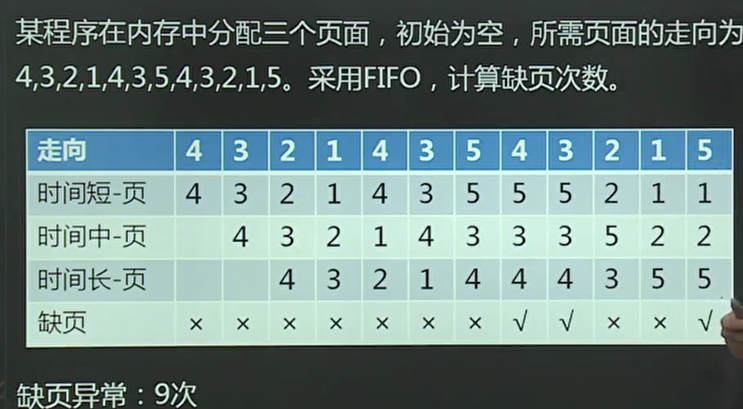 某程序在内存中分配三个页面，初始为空，所需页面的走向为
4,3,2,1,4,3,5,4,3,2,1,5。采用FIFO，计算缺页次数。
走向 4 3 2 1 4 3 5 4 3 2 1 5
时间短-页 4 3 2 1 4 3 5 5 5 2 1 1
时间中-页 4 3 2 1 4 3 3 3 5 2 2
时间长-页 4 3 2 1 4 4 4 3 5 5
缺页 × × × × × × × √ √ × × √
缺页异常：9次